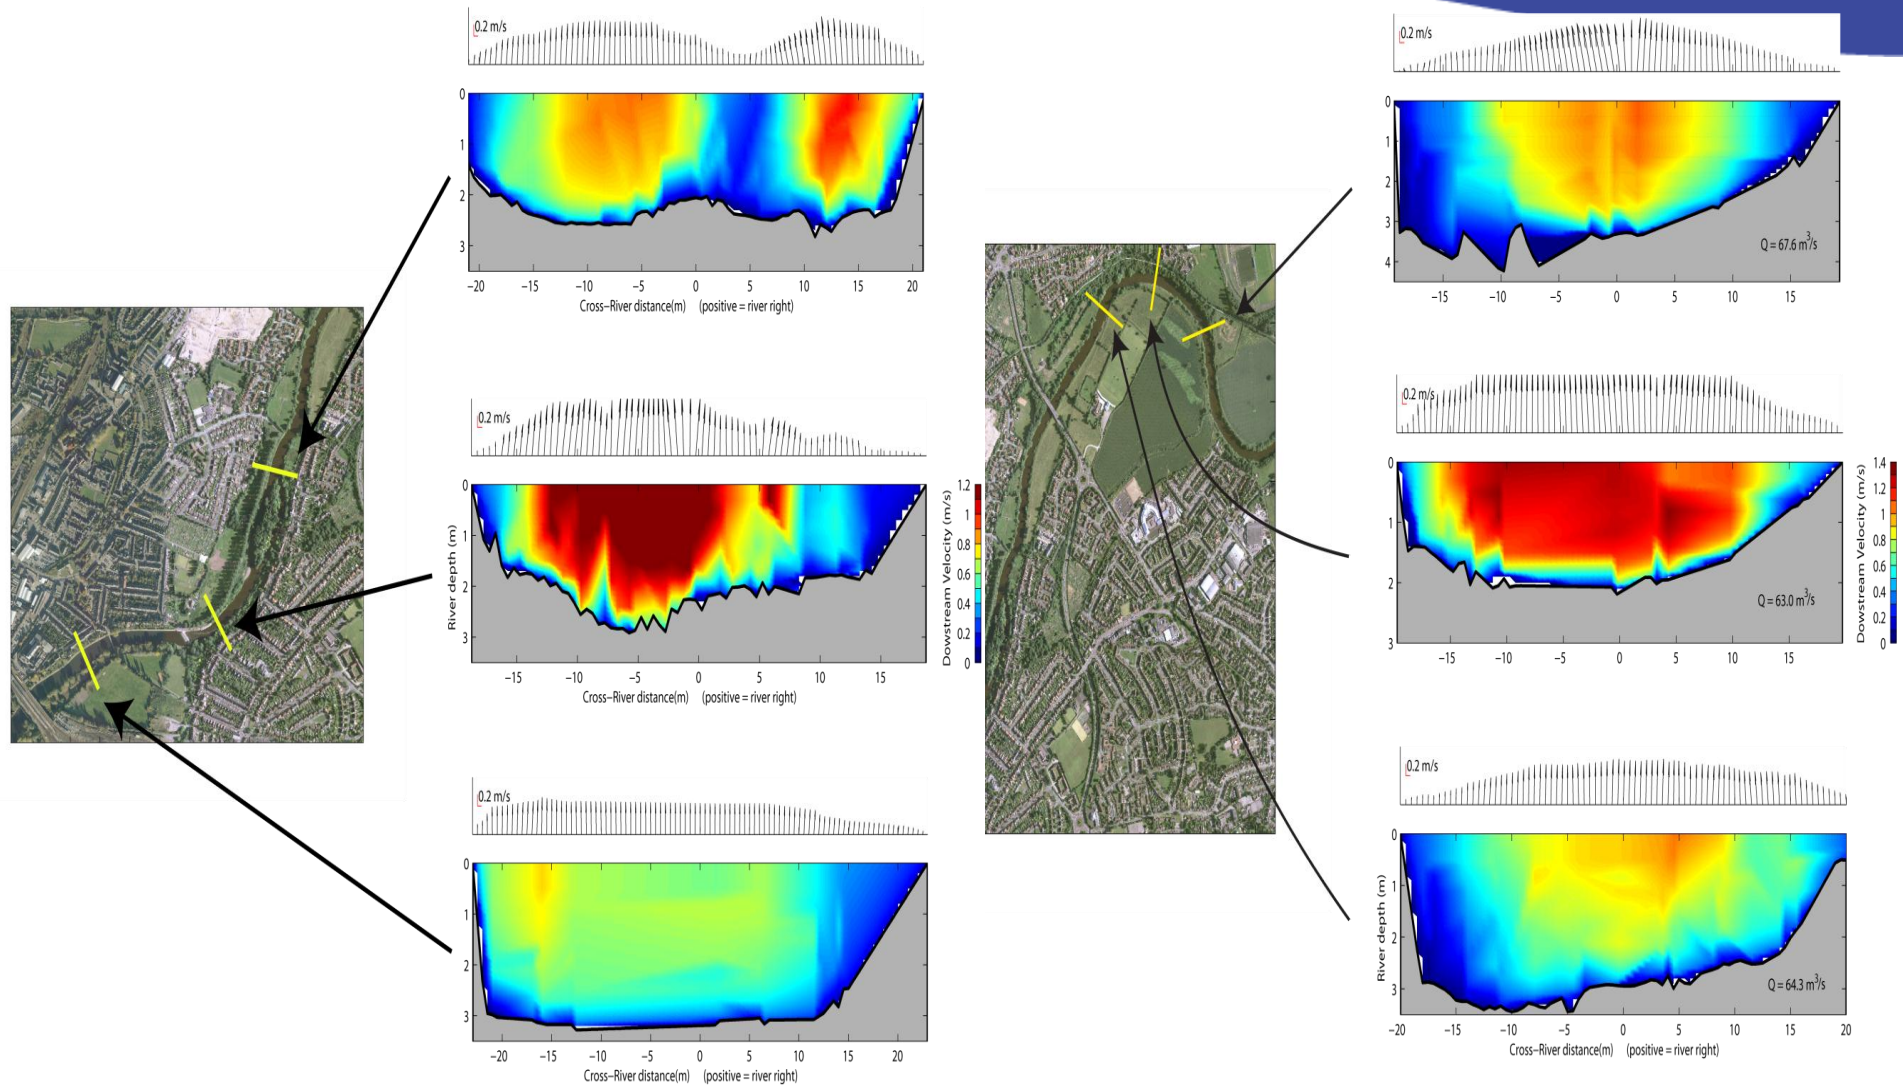 0.2 m/s
0
1
2
3
−20 −15 −10 −5 0 5 10 15 20
Cross−River distance(m) (positive = river right)
0.2 m/s
River depth (m)
0
1
2
3
−15 −10 −5 0 5 10 15
Cross−River distance(m) (positive = river right)
1.2
1
0.8
0.6
0.4
0.2
0
Dowstream Velocity (m/s)
0.2 m/s
0
1
2
3
−20 −15 −10 −5 0 5 10 15 20
Cross−River distance(m) (positive = river right)
0.2 m/s
0
1
2
3
4
Q = 67.6 m³/s
−15 −10 −5 0 5 10 15
0.2 m/s
0
1
2
3
Q = 63.0 m³/s
−15 −10 −5 0 5 10 15
1.4
1.2
1
0.8
0.6
0.4
0.2
0
Dowstream Velocity (m/s)
0.2 m/s
River depth (m)
0
1
2
3
Q = 64.3 m³/s
−20 −15 −10 −5 0 5 10 15 20
Cross−River distance(m) (positive = river right)